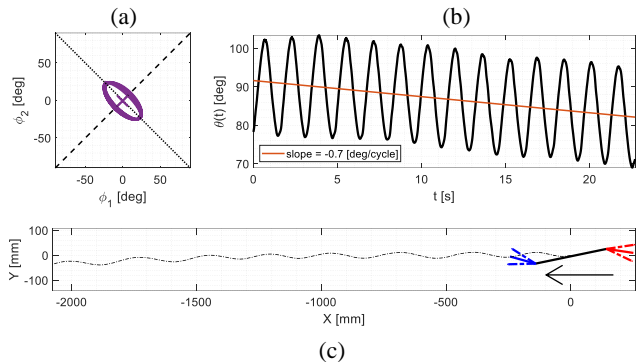 (a)
(b)
90
50
0
-50
ϕ2 [deg]
-50
0
50
ϕ1 [deg]
100
90
80
70
θ(t) [deg]
slope = -0.7 [deg/cycle]
0
5
10
15
20
t [s]
100
0
-100
Y [mm]
-2000
-1500
-1000
-500
0
X [mm]
(c)